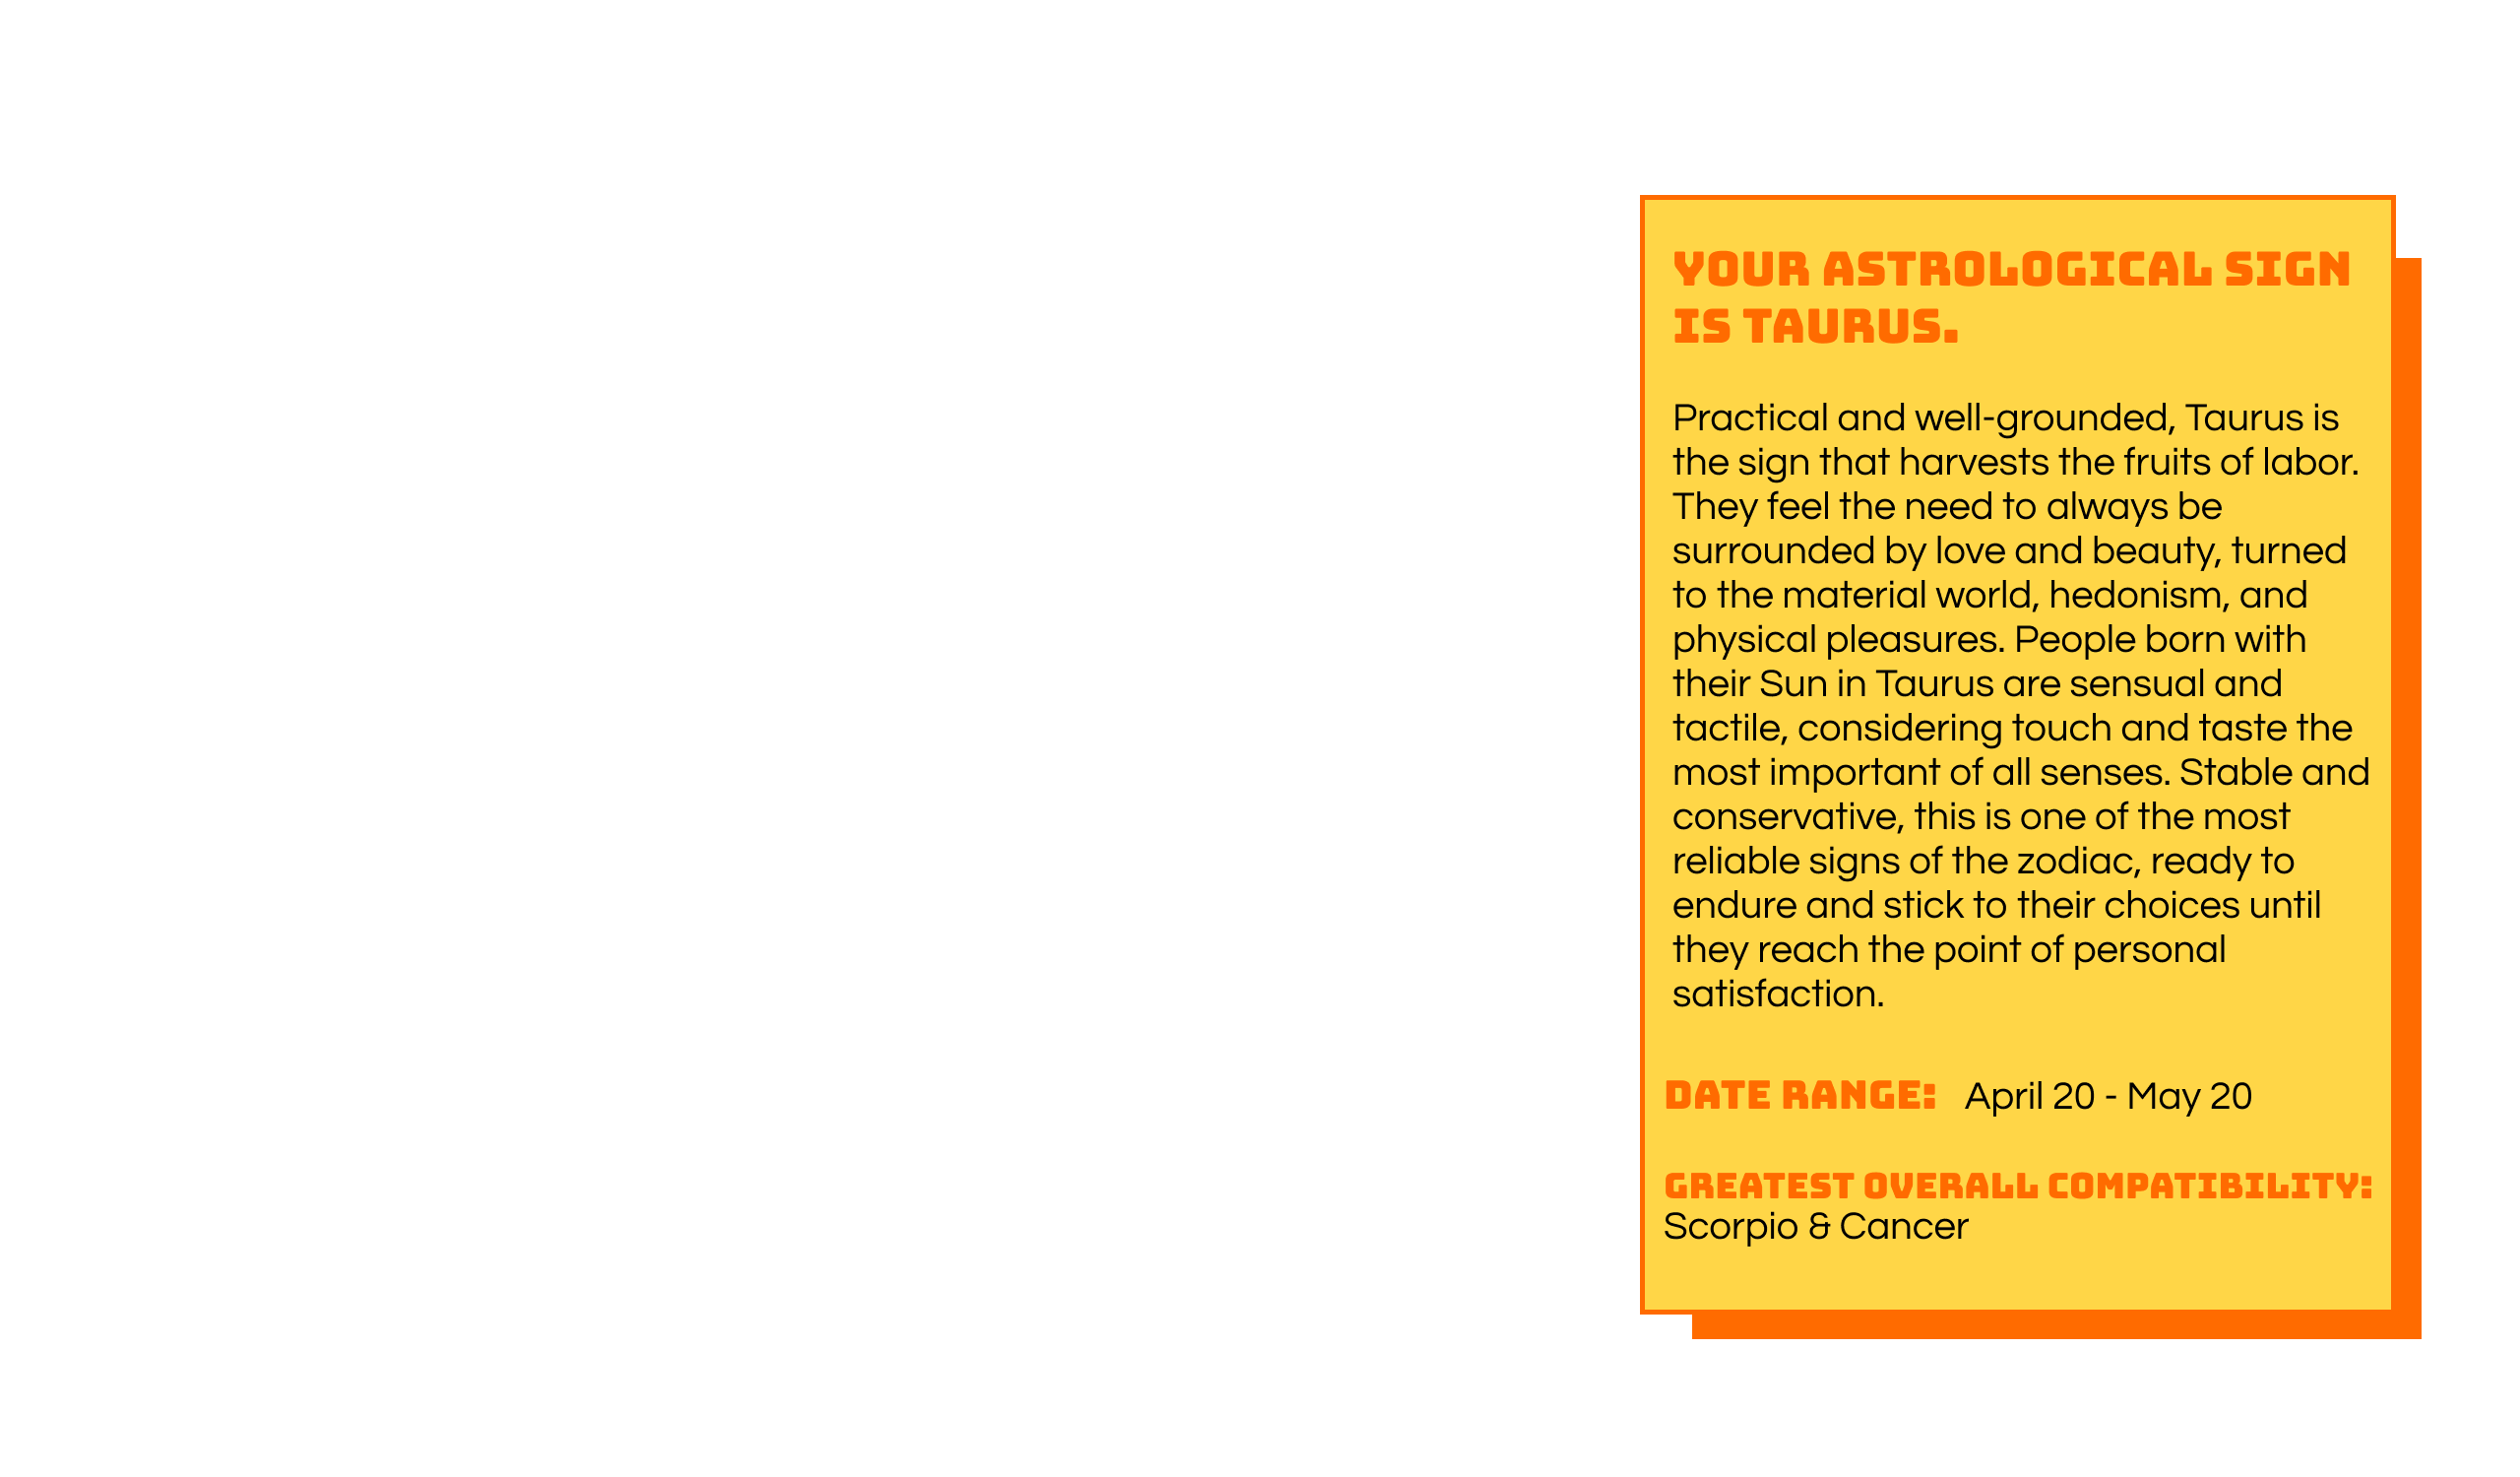 YOUR ASTROLOGICAL SIGN
IS TAURUS.
Practical and well-grounded, Taurus is
the sign that harvests the fruits of labor.
They feel the need to always be
surrounded by love and beauty, turned
to the material world, hedonism, and
physical pleasures. People born with
their Sun in Taurus are sensual and
tactile, considering touch and taste the
most important of all senses. Stable and
conservative, this is one of the most
reliable signs of the zodiac, ready to
endure and stick to their choices until
they reach the point of personal
satisfaction.
DATE RANGE: April 20 - May 20
GREATEST OVERALL COMPATIBILITY:
Scorpio & Cancer